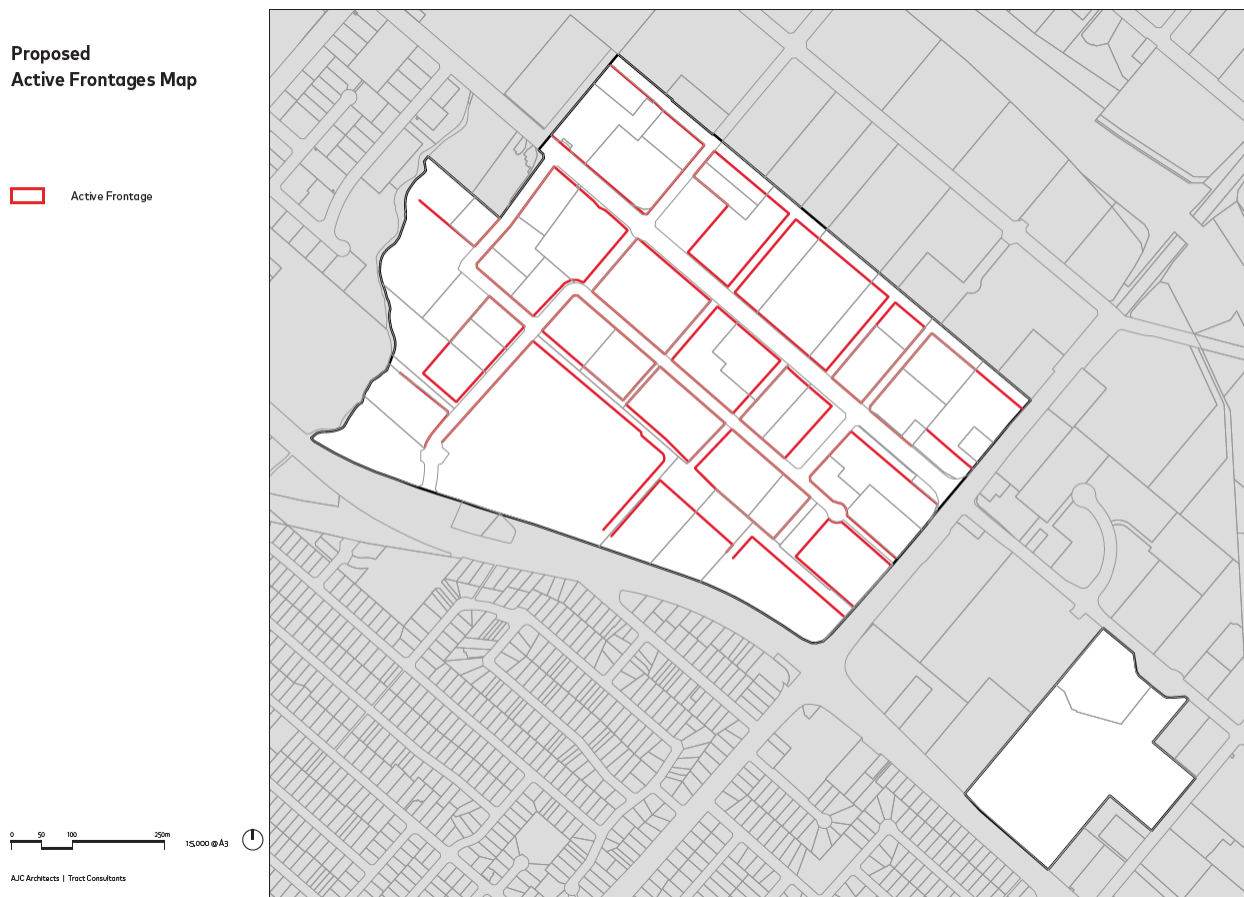 Proposed
Active Frontages Map
Active Frontage
0 50 100 250m
1:5,000 @A3
AJC Architects | Tract Consultants